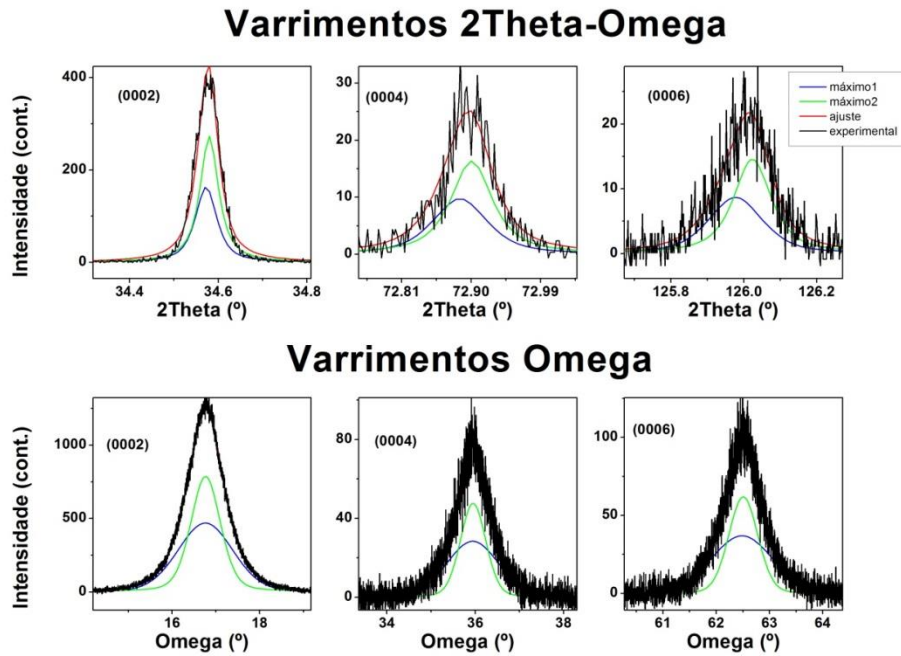 Varrimentos 2Theta-Omega
Intensidade (cont.)
400
200
0
(0002)
34.4 34.6 34.8
2Theta (º)
30
20
10
0
(0004)
72.81 72.90 72.99
2Theta (º)
30
20
10
0
(0006)
125.8 126.0 126.2
2Theta (º)
máximo1
máximo2
ajuste
experimental
Varrimentos Omega
Intensidade (cont.)
1000
500
0
(0002)
16 18
Omega (º)
80
40
0
(0004)
34 36 38
Omega (º)
100
50
0
(0006)
61 62 63 64
Omega (º)